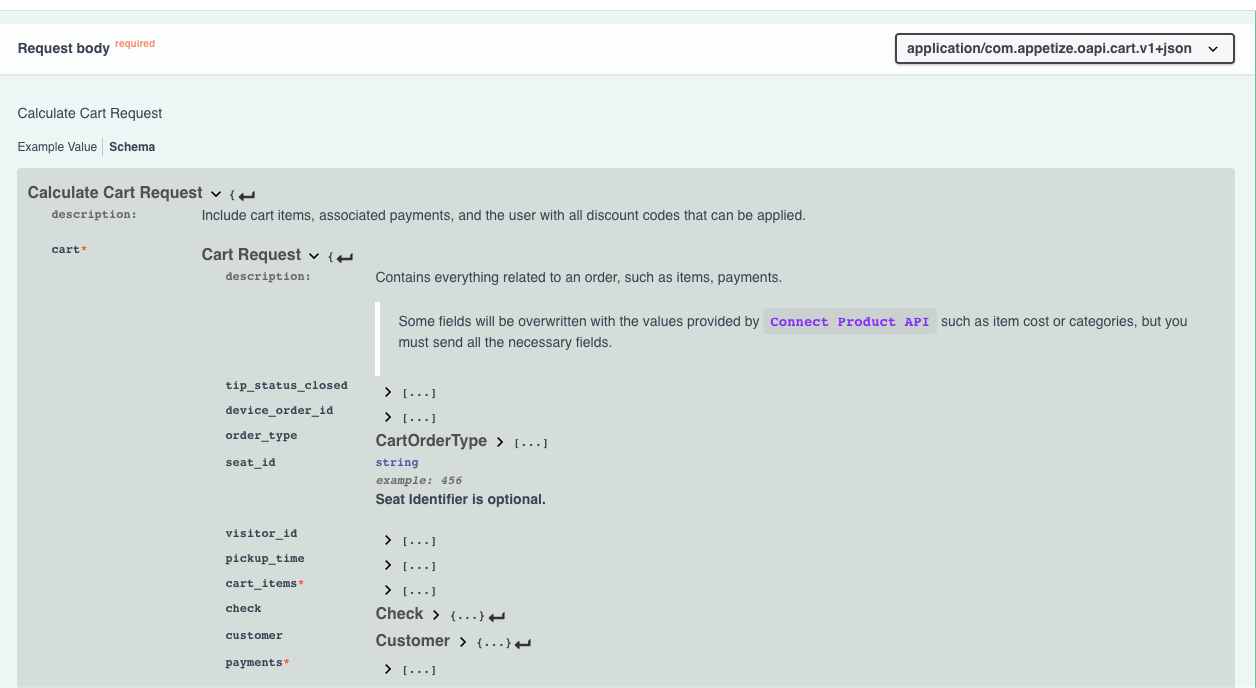 Request body required
application/com.appetize.oapi.cart.v1+json
Calculate Cart Request
Example Value Schema
Calculate Cart Request {
description: Include cart items, associated payments, and the user with all discount codes that can be applied.
cart* Cart Request {
description: Contains everything related to an order, such as items, payments.
Some fields will be overwritten with the values provided by Connect Product API such as item cost or categories, but you
must send all the necessary fields.
tip_status_closed [...]
device_order_id [...]
order_type CartOrderType [...]
seat_id string
example: 456
Seat Identifier is optional.
visitor_id [...]
pickup_time [...]
cart_items* [...]
check Check {...}
customer Customer {...}
payments* [...]